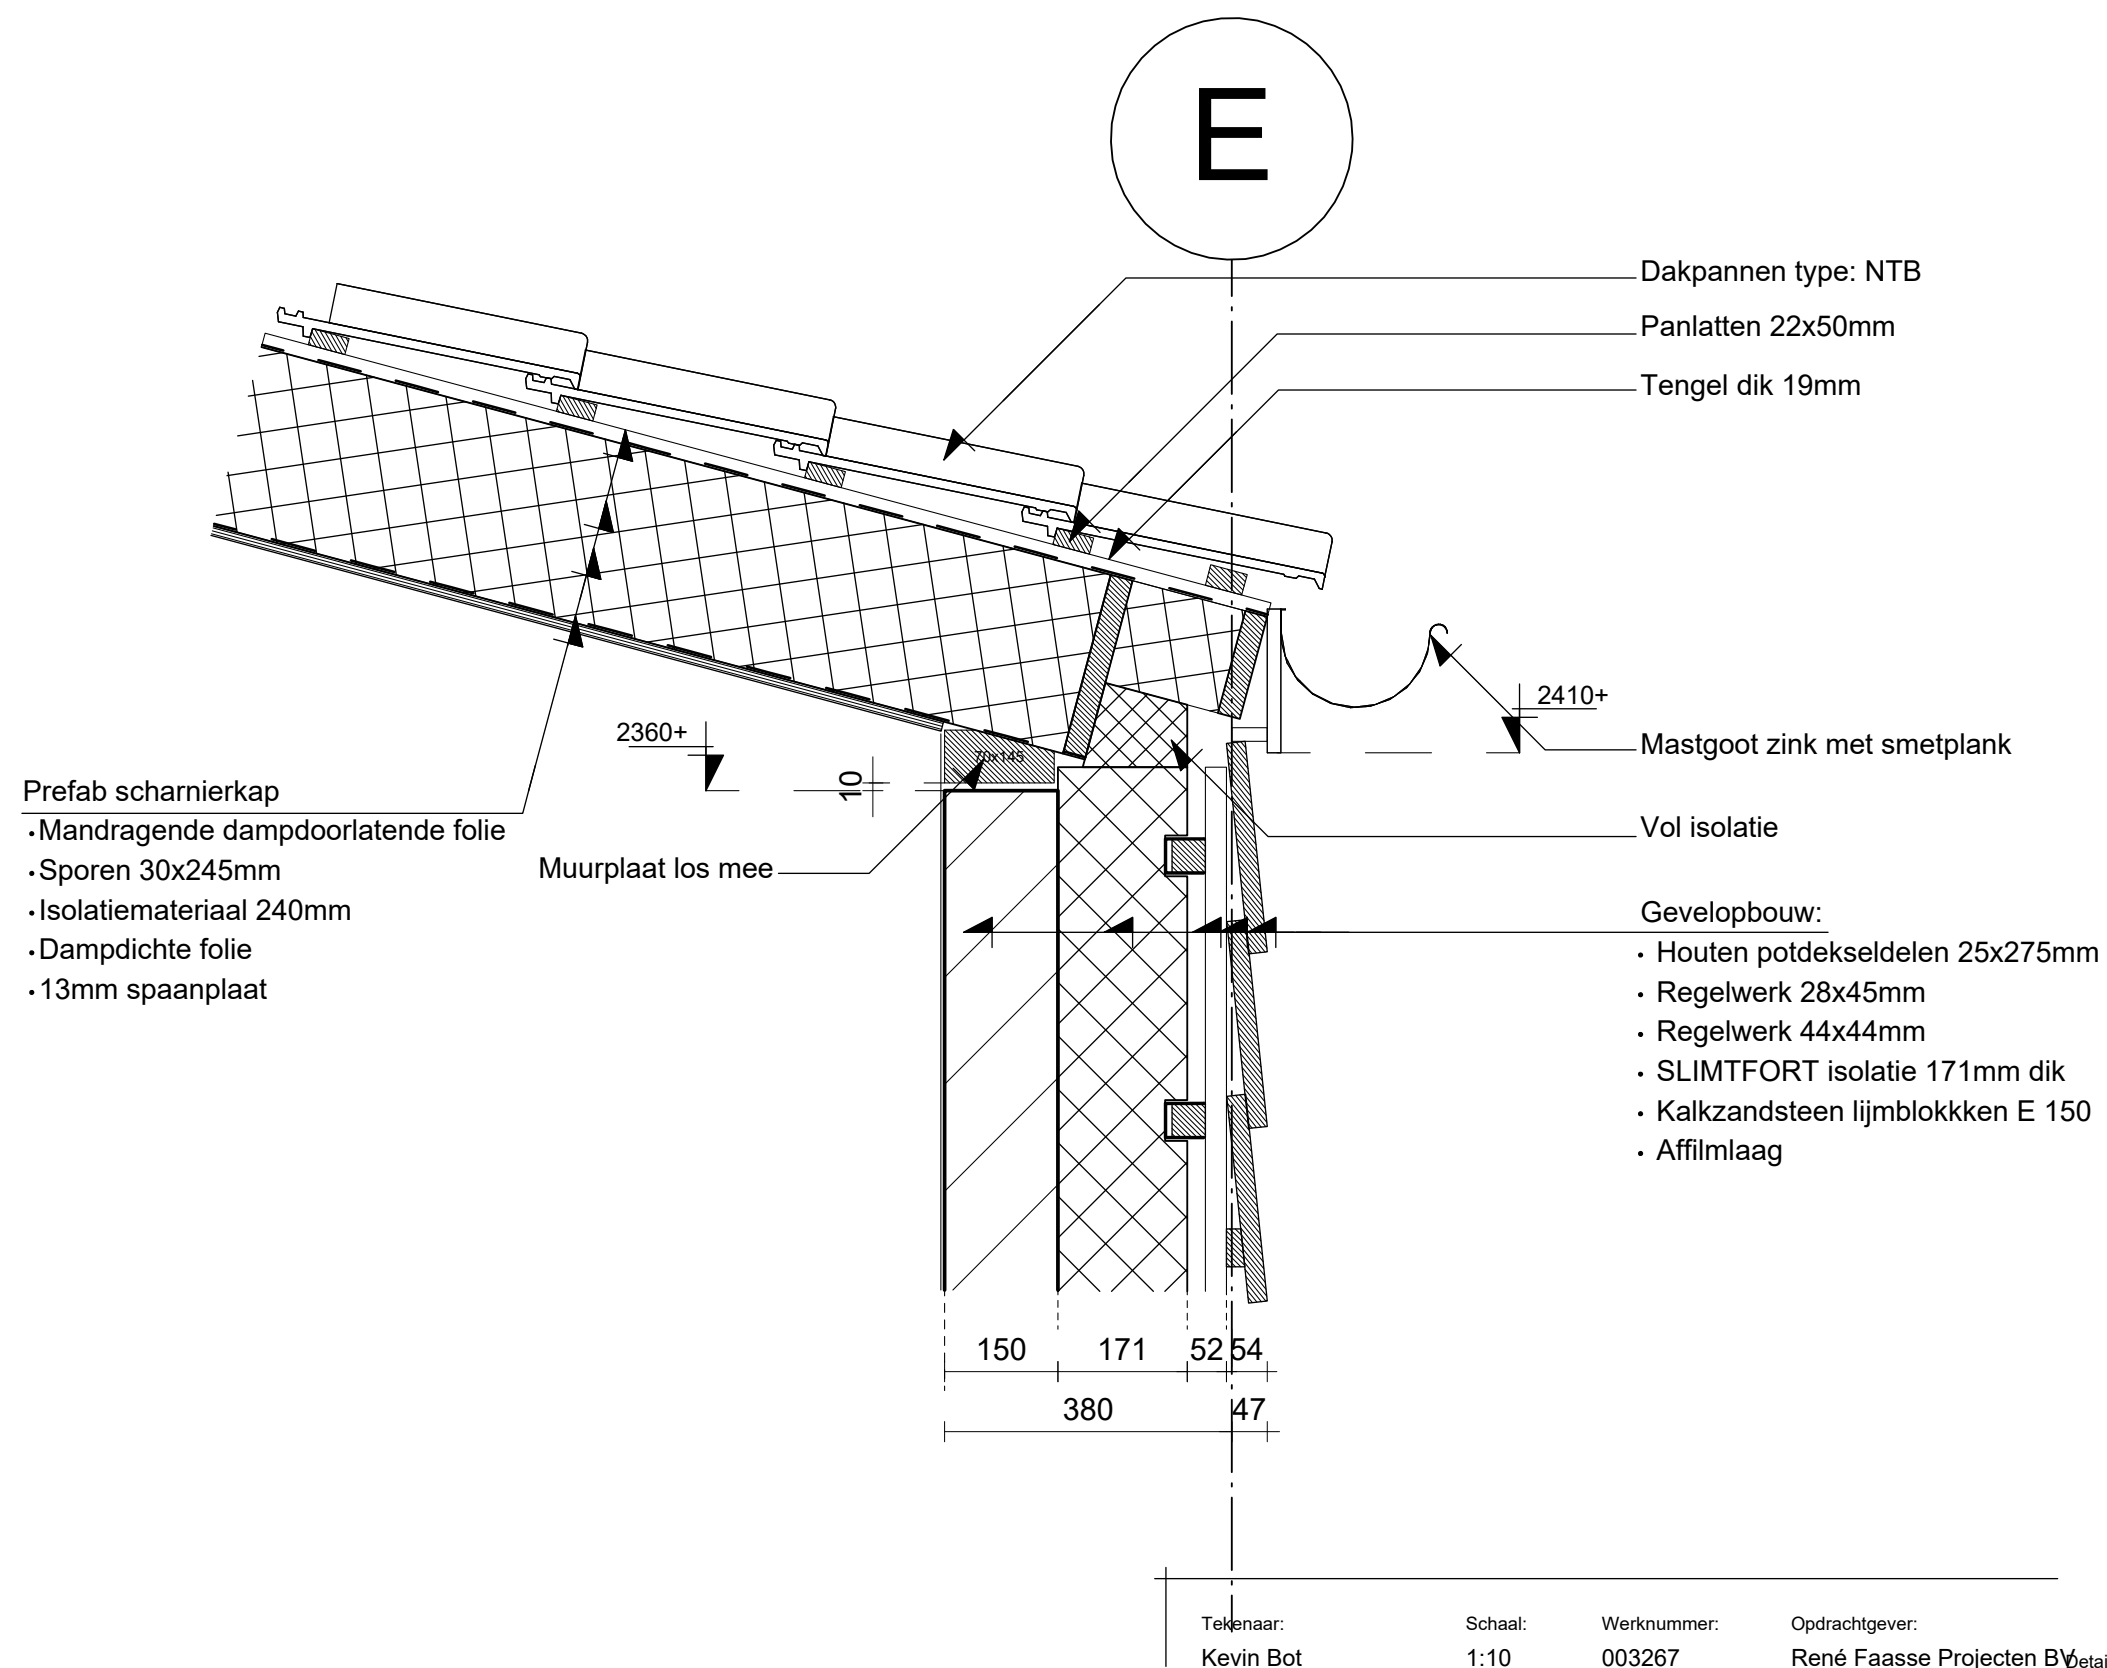 E
Dakpannen type: NTB
Panlatten 22x50mm
Tengel dik 19mm
2410+
2360+
Mastgoot zink met smetplank
70x145
10
Prefab scharnierkap
•Mandragende dampdoorlatende folie
•Sporen 30x245mm
•Isolatiemateriaal 240mm
•Dampdichte folie
•13mm spaanplaat
Muurplaat los mee
Vol isolatie
Gevelopbouw:
• Houten potdekseldelen 25x275mm
• Regelwerk 28x45mm
• Regelwerk 44x44mm
• SLIMTFORT isolatie 171mm dik
• Kalkzandsteen lijmblokkken E 150
• Affilmlaag
150 171 52 54
380 47
Tekenaar: Schaal: Werknummer: Opdrachtgever:
Kevin Bot 1:10 003267 René Faasse Projecten BV Detai